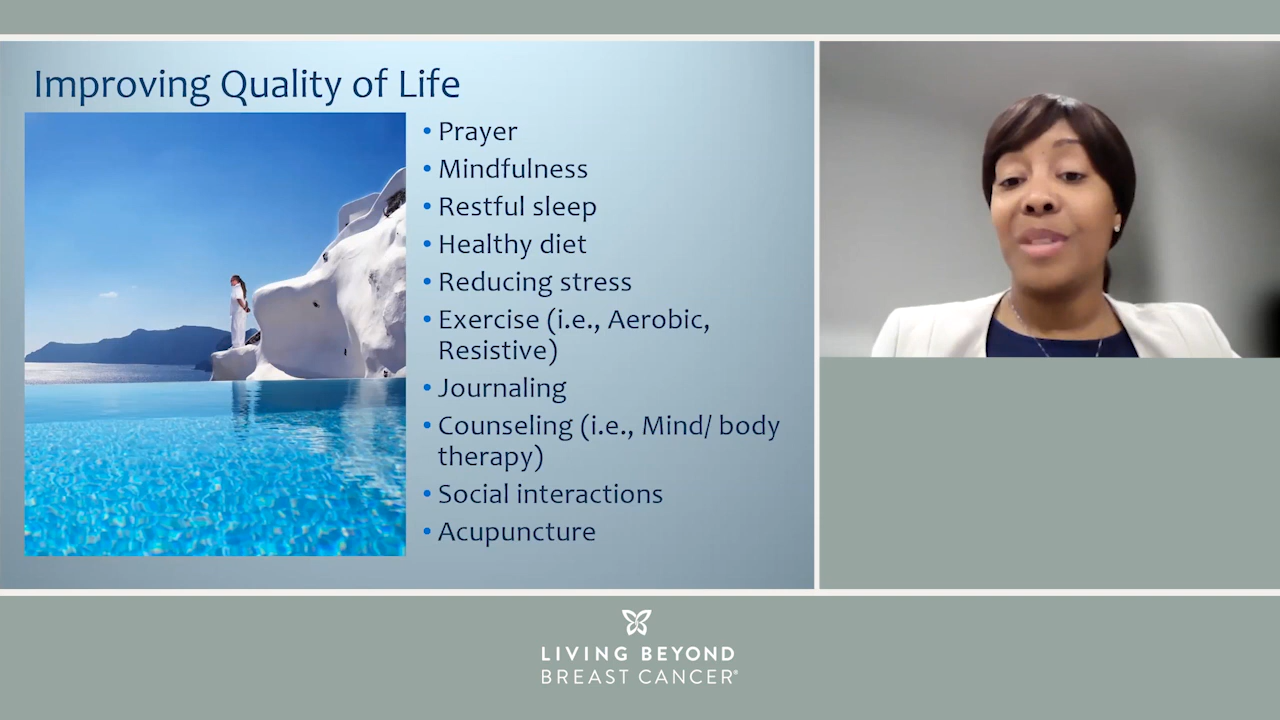 Improving Quality of Life
• Prayer
• Mindfulness
• Restful sleep
• Healthy diet
• Reducing stress
• Exercise (i.e., Aerobic,
Resistive)
• Journaling
• Counseling (i.e., Mind/ body
therapy)
• Social interactions
• Acupuncture
LIVING BEYOND
BREAST CANCER®